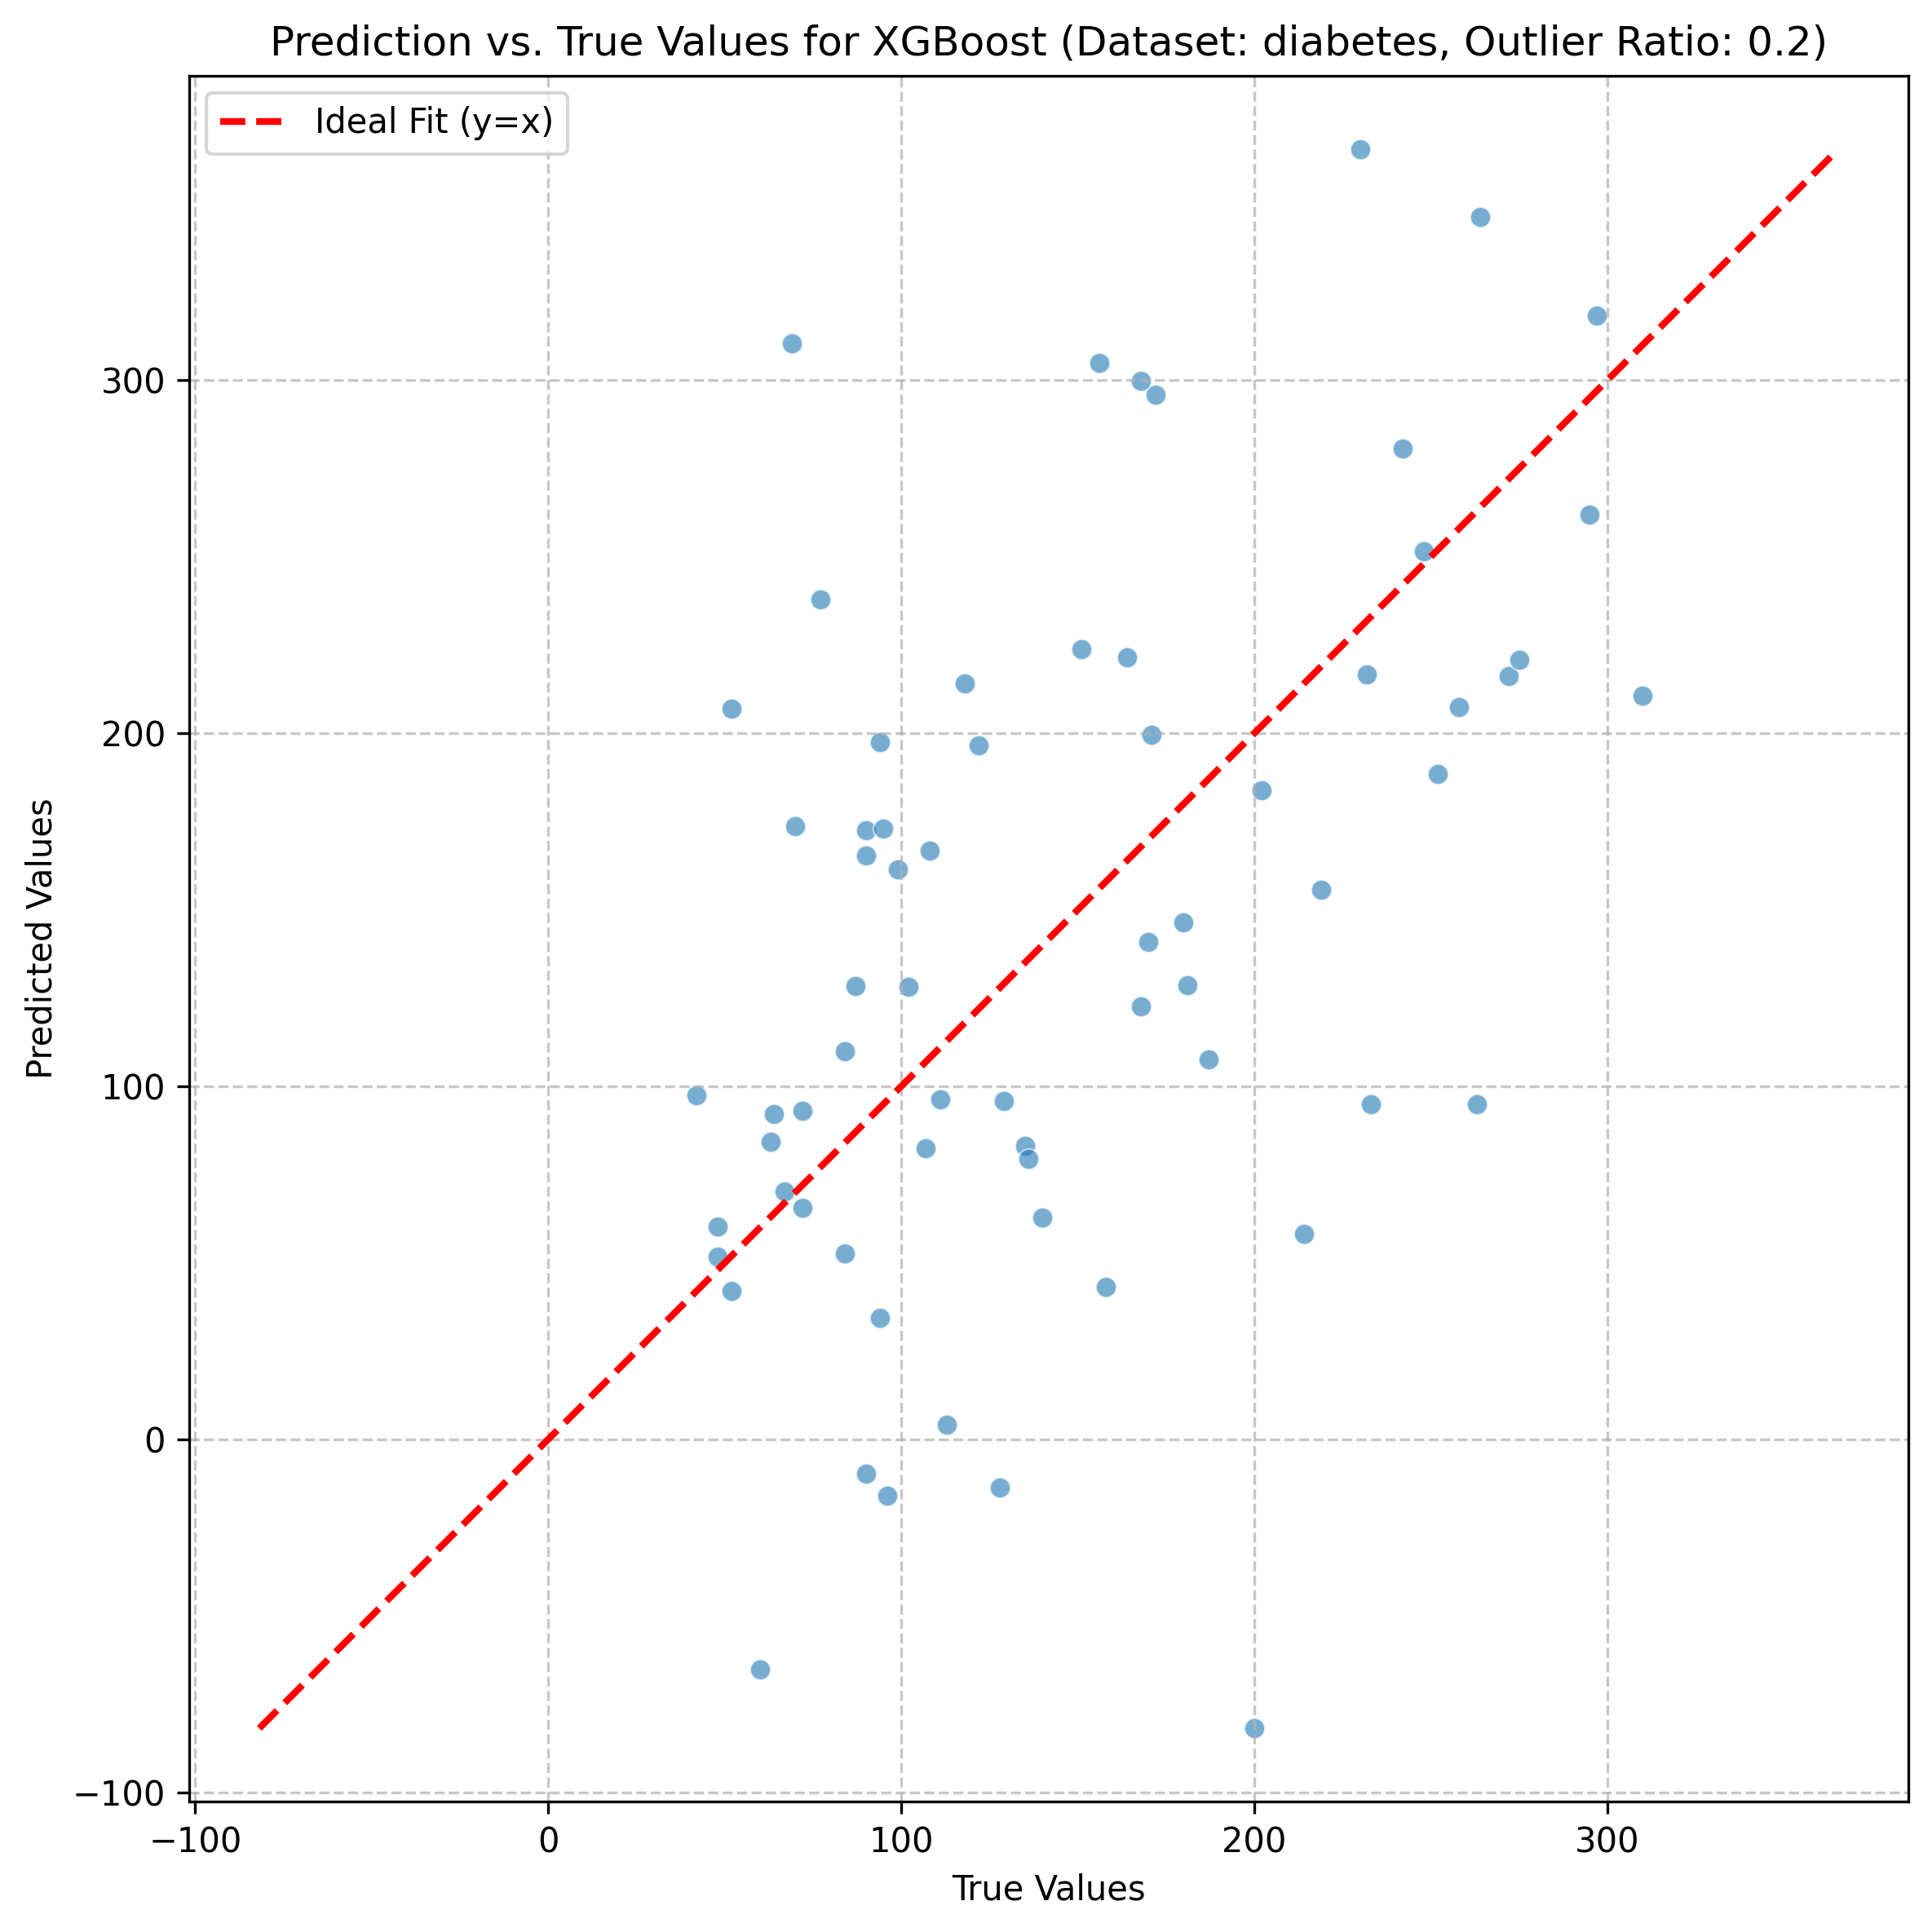 Prediction vs. True Values for XGBoost (Dataset: diabetes, Outlier Ratio: 0.2)
Ideal Fit (y=x)
Predicted Values
300
200
100
0
−100
−100 0 100 200 300
True Values